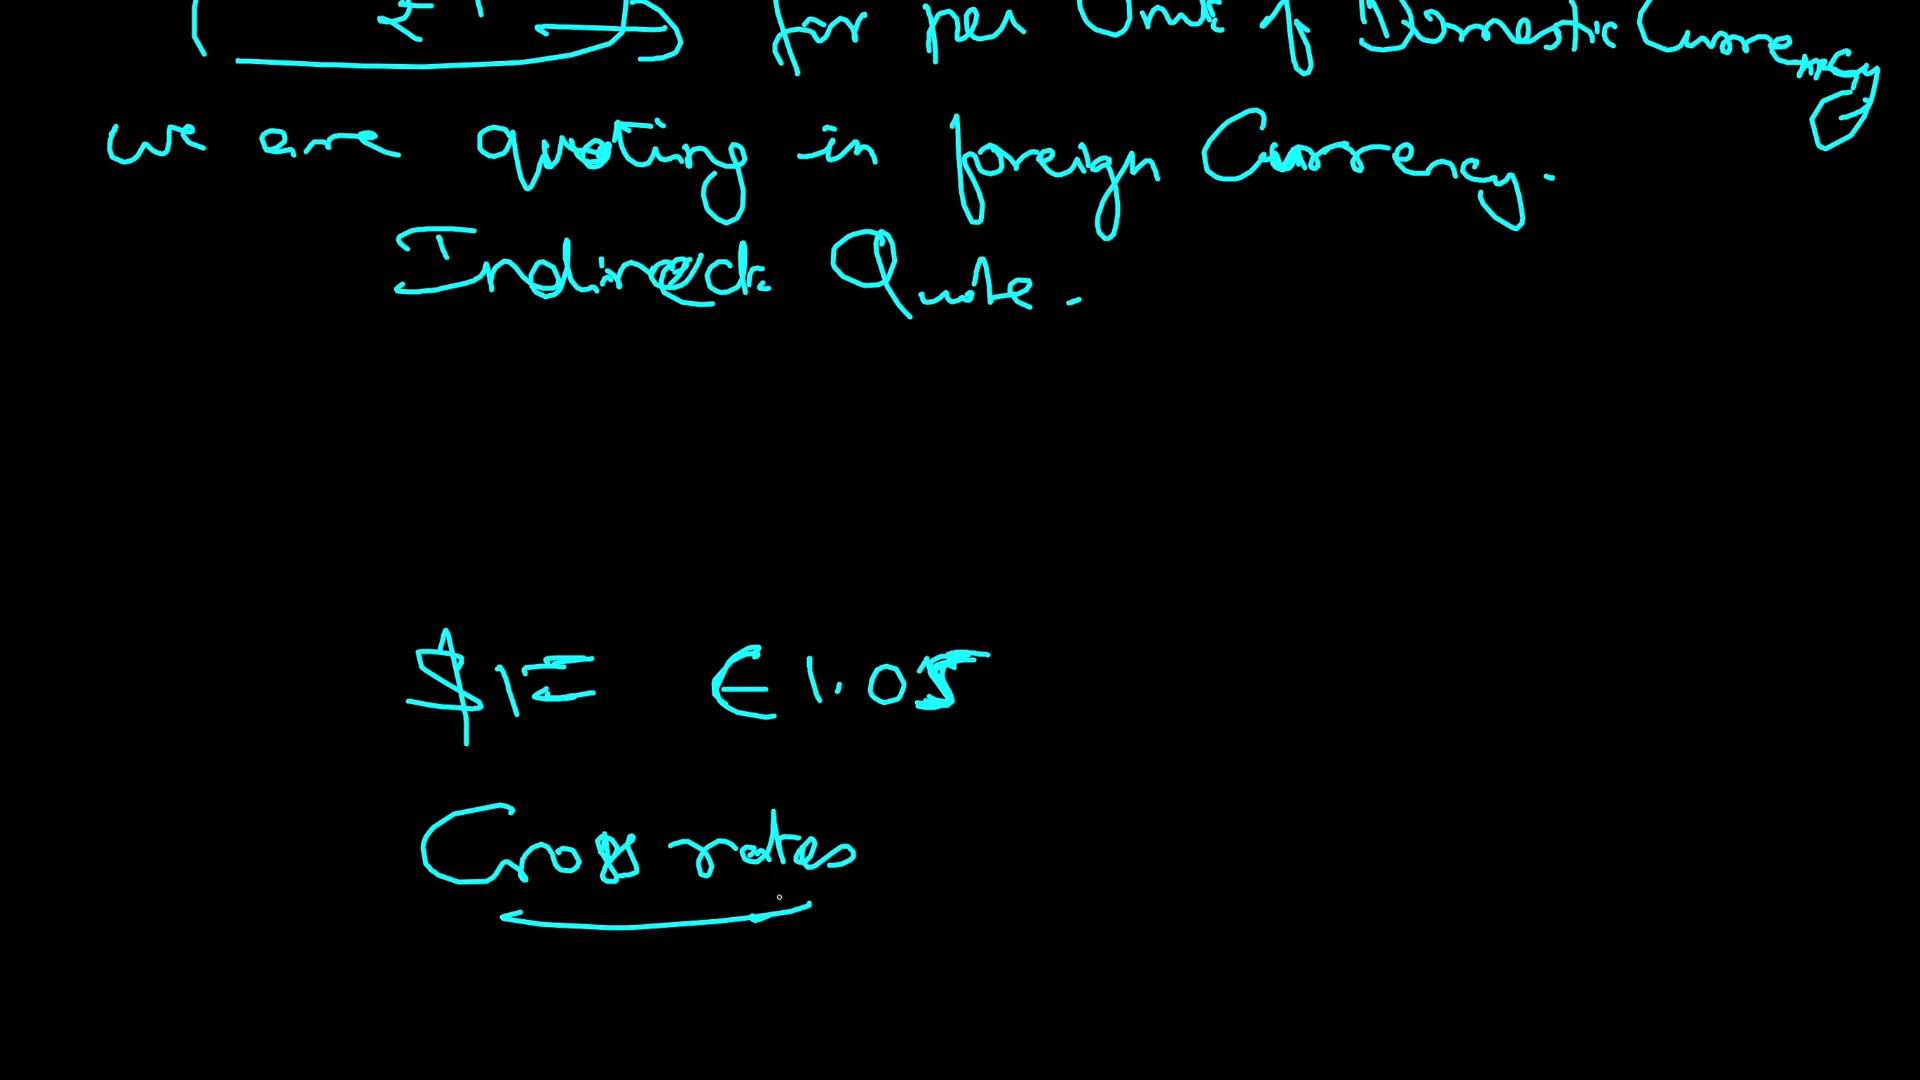 (₹1) for per Unit of Domestic Currency
we are quoting in foreign Currency.
Indirect Quote.
$1= €1.05
Cross rates